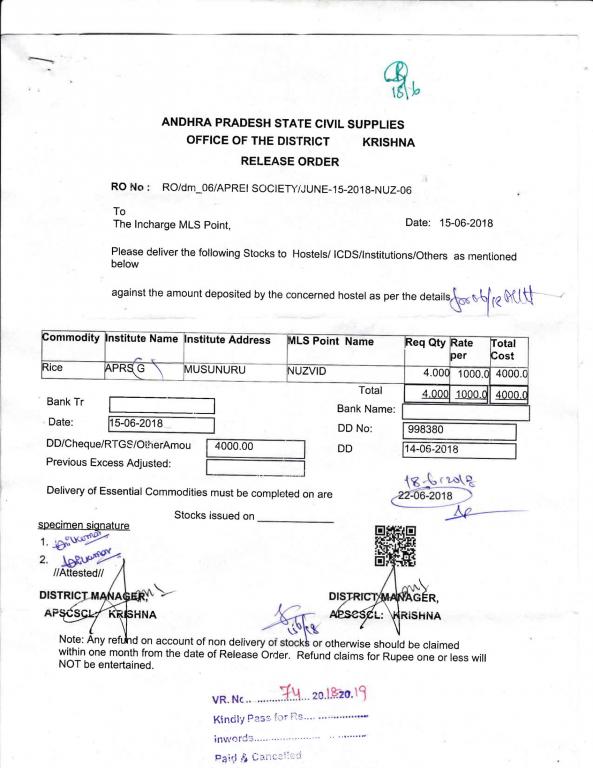 18/6
ANDHRA PRADESH STATE CIVIL SUPPLIES
OFFICE OF THE DISTRICT KRISHNA
RELEASE ORDER
RO No : RO/dm_06/APREI SOCIETY/JUNE-15-2018-NUZ-06
To
The Incharge MLS Point, Date: 15-06-2018
Please deliver the following Stocks to Hostels/ ICDS/Institutions/Others as mentioned
below
against the amount deposited by the concerned hostel as per the details
Commodity Institute Name Institute Address MLS Point Name Req Qty Rate per Total Cost
Rice APRS G MUSUNURU NUZVID 4.000 1000.0 4000.0
Total 4.000 1000.0 4000.0
Bank Tr Bank Name:
Date: 15-06-2018 DD No: 998380
DD/Cheque/RTGS/OtherAmou 4000.00 DD 14-06-2018
Previous Excess Adjusted:
18-6-2018
Delivery of Essential Commodities must be completed on are 22-06-2018
Stocks issued on
specimen signature
1.
2.
//Attested//
DISTRICT MANAGER, DISTRICT MANAGER,
APSCSCL: KRISHNA APSCSCL: KRISHNA
Note: Any refund on account of non delivery of stocks or otherwise should be claimed
within one month from the date of Release Order. Refund claims for Rupee one or less will
NOT be entertained.
VR. Nc.. 74 2018-2019
Kindly Pass for Rs....
inwords....
Paid & Cancelled